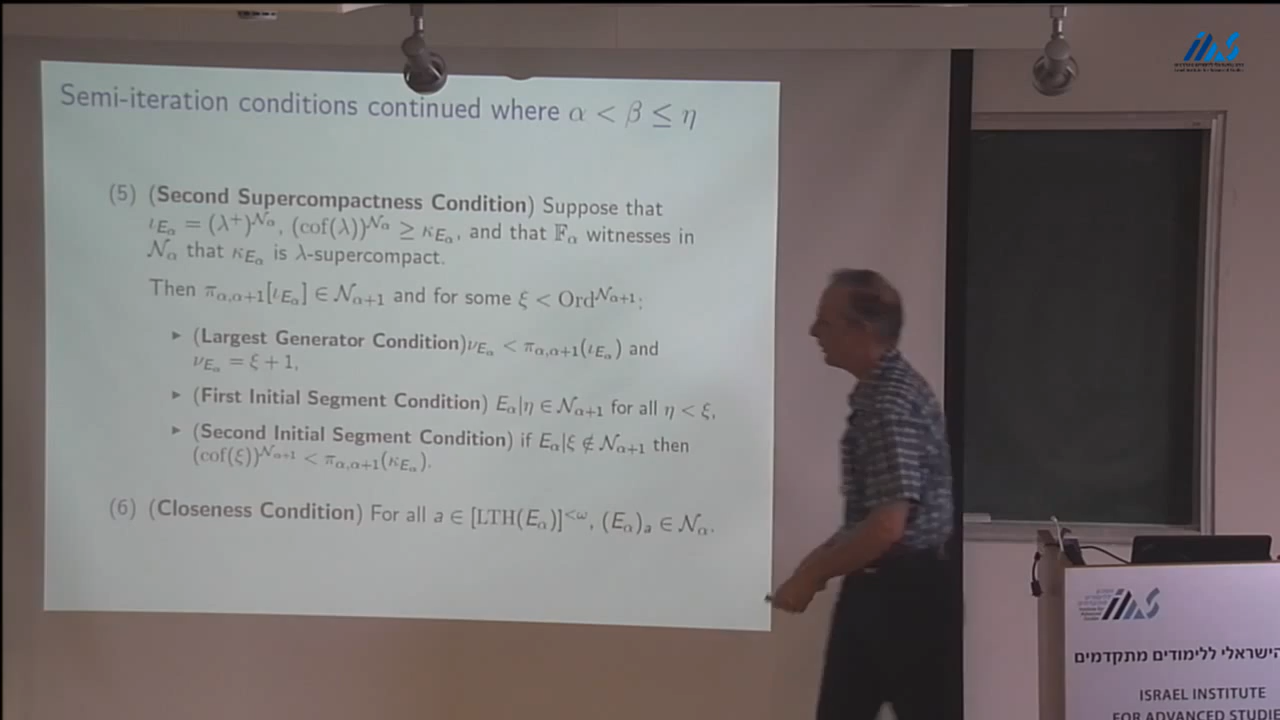 Semi-iteration conditions continued where α < β ≤ η
(5) (Second Supercompactness Condition) Suppose that
ι_{E_α} = (λ⁺)^{𝒩_α}, (cof(λ))^{𝒩_α} ≥ κ_{E_α}, and that 𝔽_α witnesses in
𝒩_α that κ_{E_α} is λ-supercompact.
Then π_{α,α+1}[ι_{E_α}] ∈ 𝒩_{α+1} and for some ξ < Ord^{𝒩_{α+1}};
▸ (Largest Generator Condition)ν_{E_α} < π_{α,α+1}(ι_{E_α}) and
ν_{E_α} = ξ + 1,
▸ (First Initial Segment Condition) E_α|η ∈ 𝒩_{α+1} for all η < ξ,
▸ (Second Initial Segment Condition) if E_α|ξ ∉ 𝒩_{α+1} then
(cof(ξ))^{𝒩_{α+1}} < π_{α,α+1}(κ_{E_α}).
(6) (Closeness Condition) For all a ∈ [LTH(E_α)]^{<ω}, (E_α)_a ∈ 𝒩_α.
הישראלי ללימודים מתקדמים
ISRAEL INSTITUTE
FOR ADVANCED STUDIE